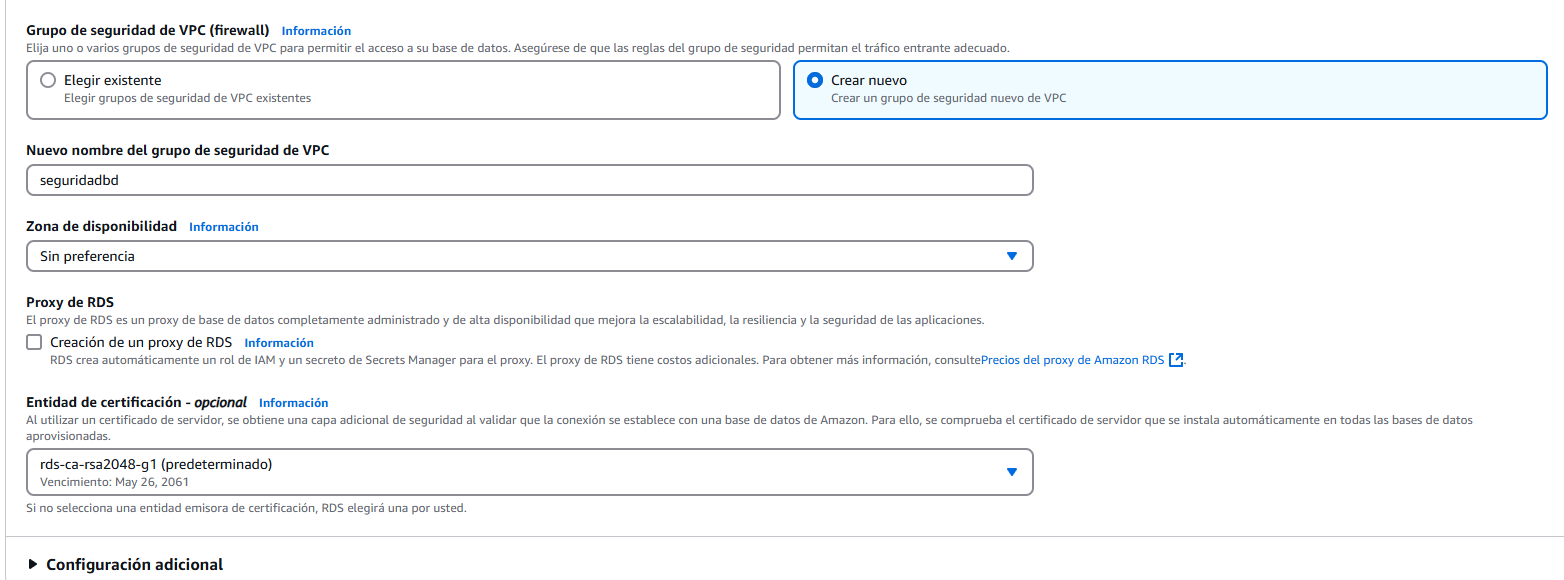 Grupo de seguridad de VPC (firewall) Información
Elija uno o varios grupos de seguridad de VPC para permitir el acceso a su base de datos. Asegúrese de que las reglas del grupo de seguridad permitan el tráfico entrante adecuado.
Elegir existente
Elegir grupos de seguridad de VPC existentes
Crear nuevo
Crear un grupo de seguridad nuevo de VPC
Nuevo nombre del grupo de seguridad de VPC
seguridadbd
Zona de disponibilidad Información
Sin preferencia
Proxy de RDS
El proxy de RDS es un proxy de base de datos completamente administrado y de alta disponibilidad que mejora la escalabilidad, la resiliencia y la seguridad de las aplicaciones.
Creación de un proxy de RDS Información
RDS crea automáticamente un rol de IAM y un secreto de Secrets Manager para el proxy. El proxy de RDS tiene costos adicionales. Para obtener más información, consultePrecios del proxy de Amazon RDS.
Entidad de certificación - opcional Información
Al utilizar un certificado de servidor, se obtiene una capa adicional de seguridad al validar que la conexión se establece con una base de datos de Amazon. Para ello, se comprueba el certificado de servidor que se instala automáticamente en todas las bases de datos
aprovisionadas.
rds-ca-rsa2048-g1 (predeterminado)
Vencimiento: May 26, 2061
Si no selecciona una entidad emisora de certificación, RDS elegirá una por usted.
Configuración adicional